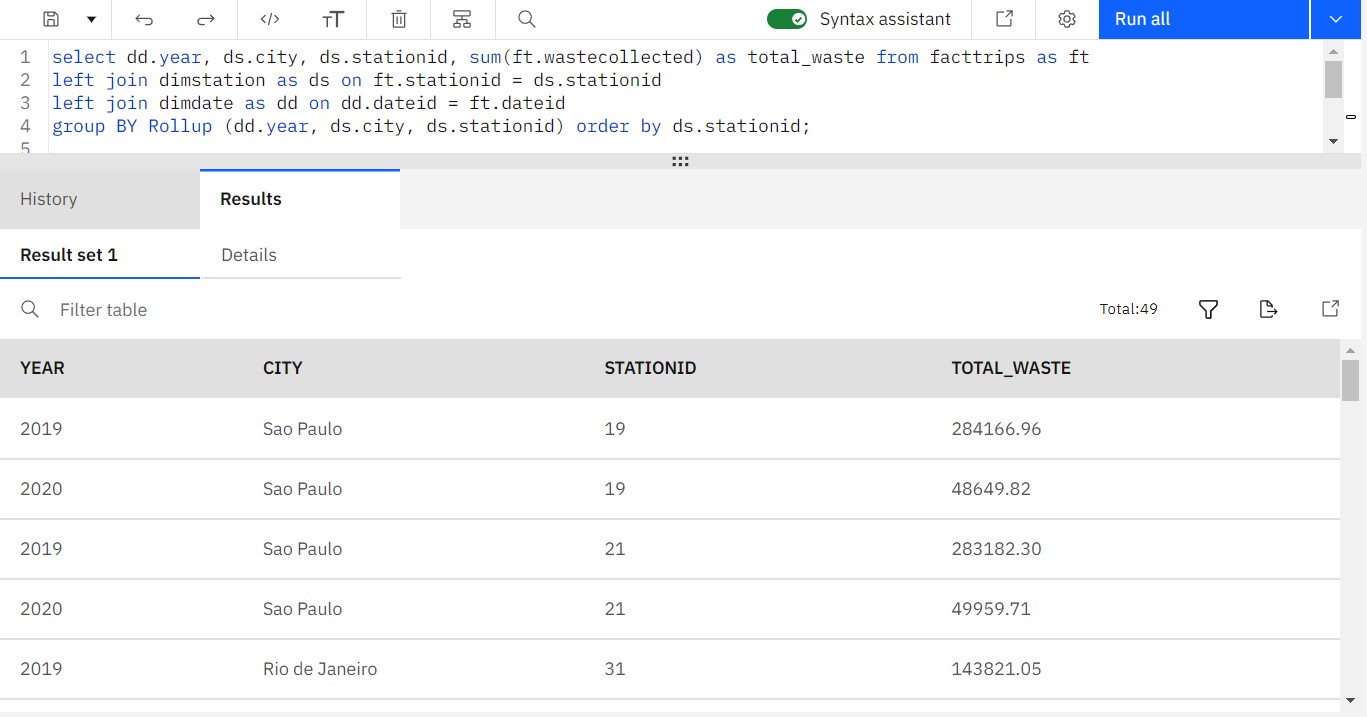 </> TT Syntax assistant Run all
1 select dd.year, ds.city, ds.stationid, sum(ft.wastecollected) as total_waste from facttrips as ft
2 left join dimstation as ds on ft.stationid = ds.stationid
3 left join dimdate as dd on dd.dateid = ft.dateid
4 group BY Rollup (dd.year, ds.city, ds.stationid) order by ds.stationid;
5
History Results
Result set 1 Details
Filter table Total:49
YEAR CITY STATIONID TOTAL_WASTE
2019 Sao Paulo 19 284166.96
2020 Sao Paulo 19 48649.82
2019 Sao Paulo 21 283182.30
2020 Sao Paulo 21 49959.71
2019 Rio de Janeiro 31 143821.05